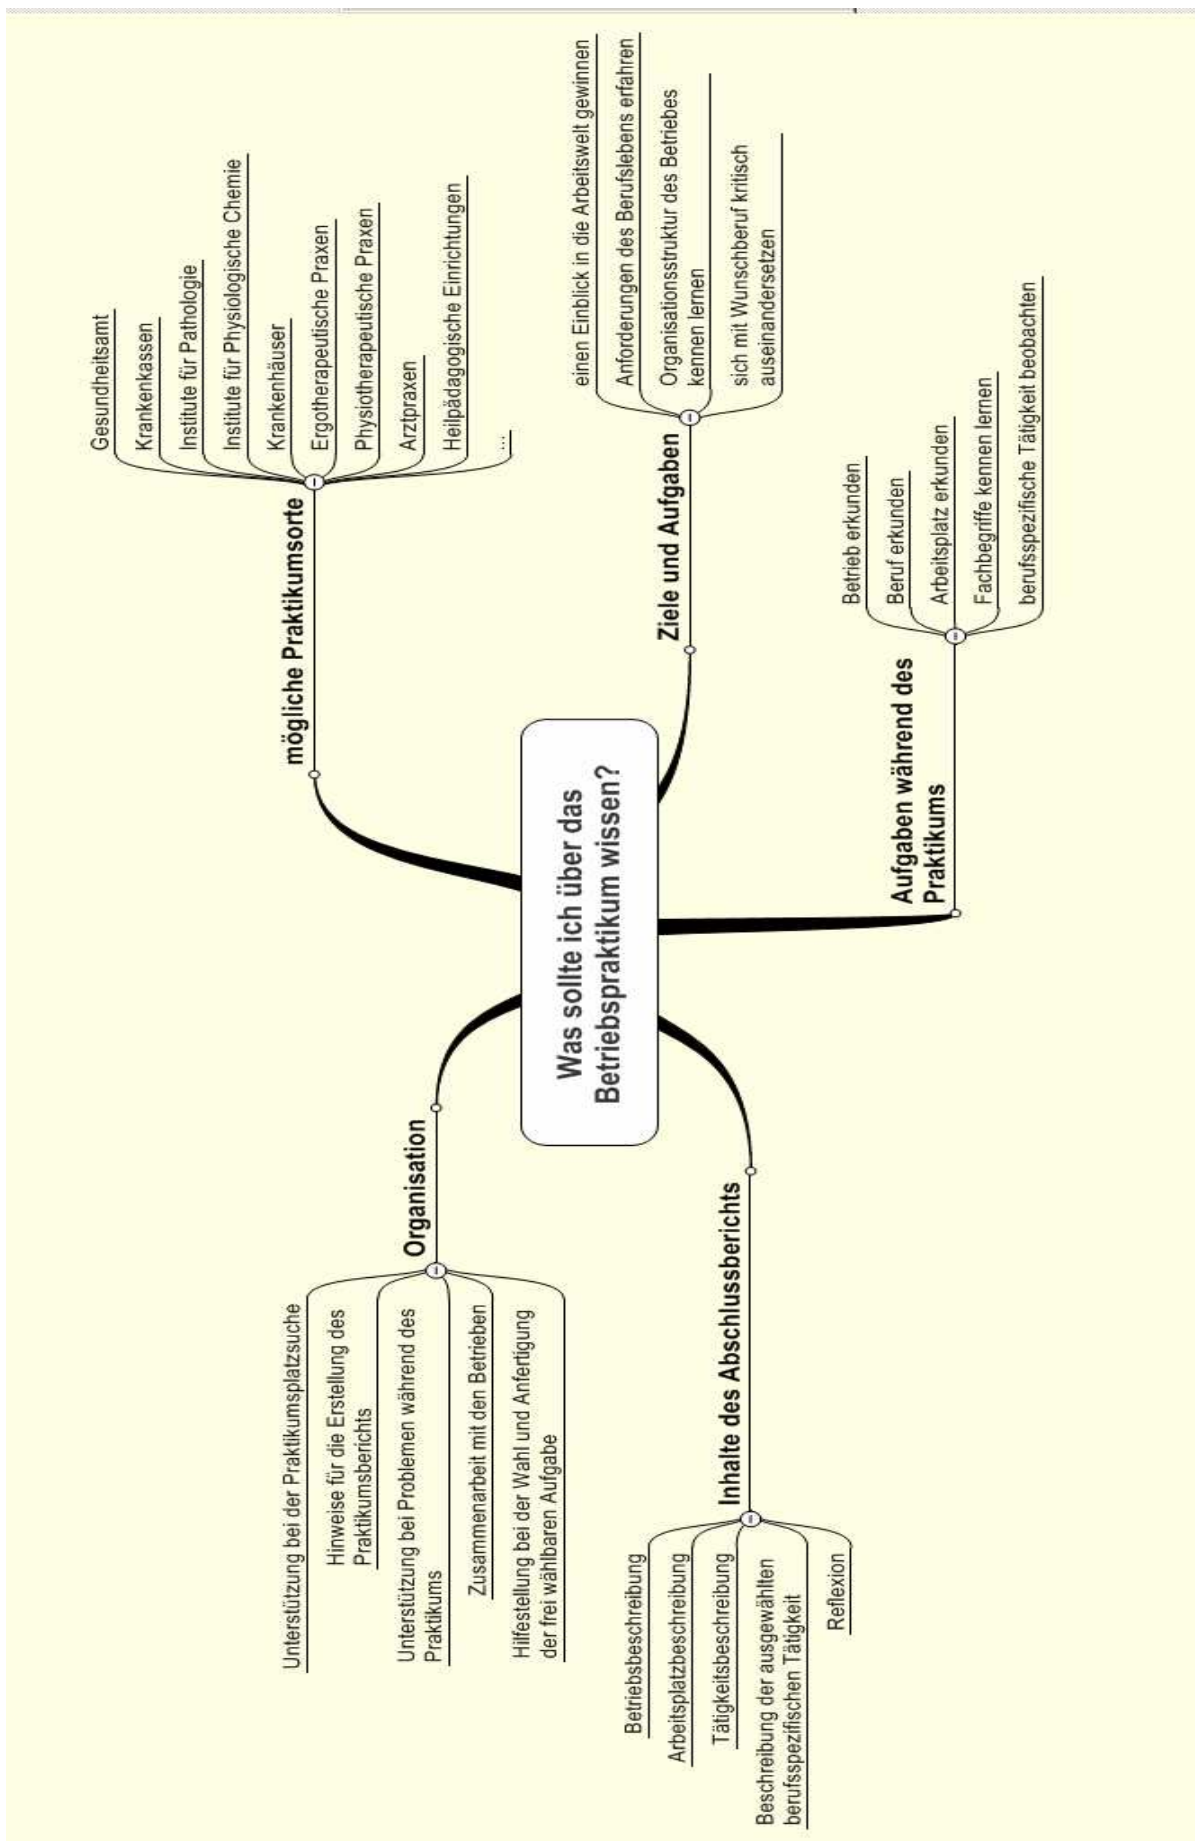 Was sollte ich über das
Betriebspraktikum wissen?
mögliche Praktikumsorte
Gesundheitsamt
Krankenkassen
Institute für Pathologie
Institute für Physiologische Chemie
Krankenhäuser
Ergotherapeutische Praxen
Physiotherapeutische Praxen
Arztpraxen
Heilpädagogische Einrichtungen
...
Ziele und Aufgaben
einen Einblick in die Arbeitswelt gewinnen
Anforderungen des Berufslebens erfahren
Organisationsstruktur des Betriebes
kennen lernen
sich mit Wunschberuf kritisch
auseinandersetzen
Aufgaben während des
Praktikums
Betrieb erkunden
Beruf erkunden
Arbeitsplatz erkunden
Fachbegriffe kennen lernen
berufsspezifische Tätigkeit beobachten
Organisation
Unterstützung bei der Praktikumsplatzsuche
Hinweise für die Erstellung des
Praktikumsberichts
Unterstützung bei Problemen während des
Praktikums
Zusammenarbeit mit den Betrieben
Hilfestellung bei der Wahl und Anfertigung
der frei wählbaren Aufgabe
Inhalte des Abschlussberichts
Betriebsbeschreibung
Arbeitsplatzbeschreibung
Tätigkeitsbeschreibung
Beschreibung der ausgewählten
berufsspezifischen Tätigkeit
Reflexion